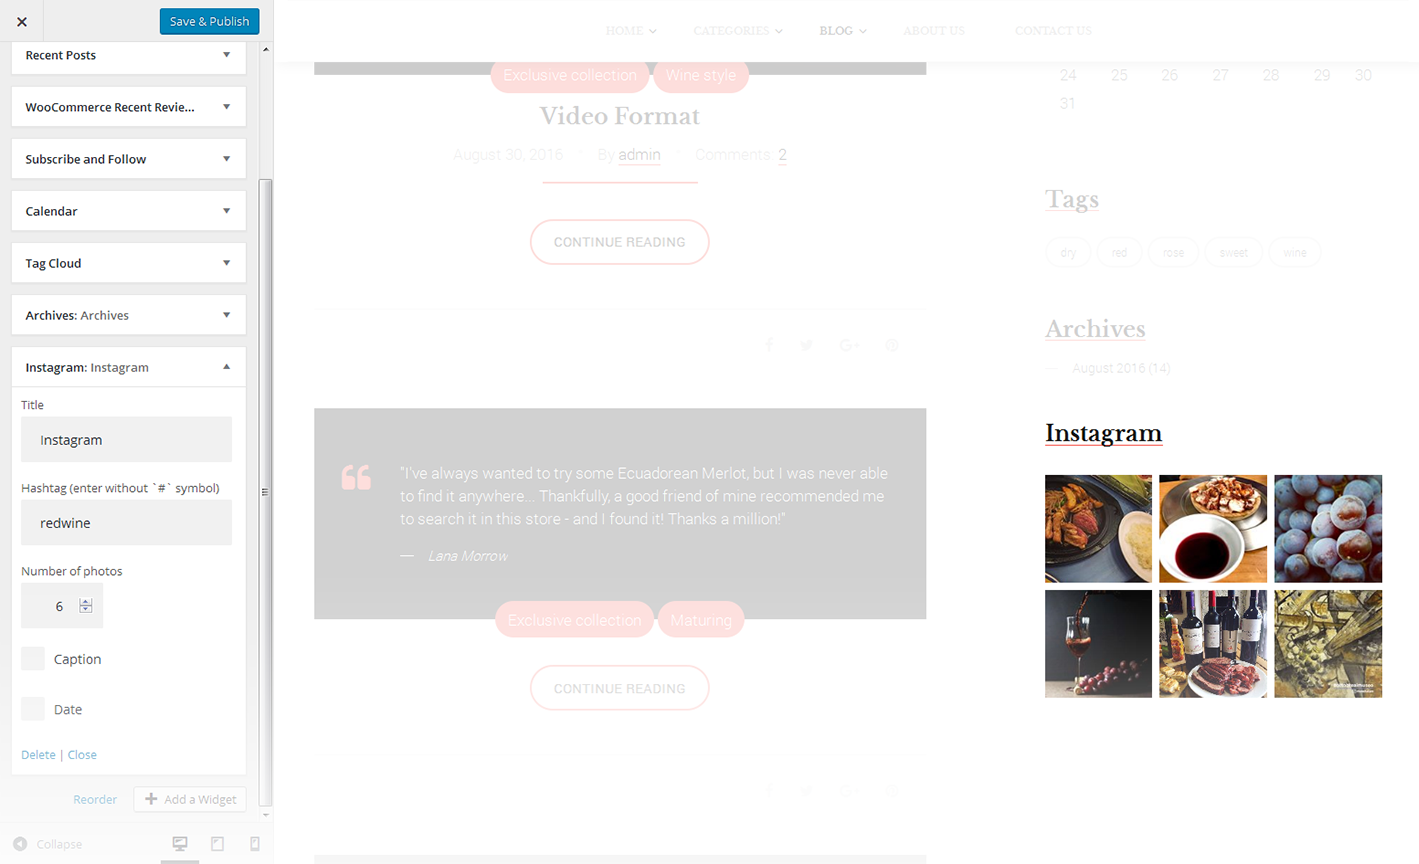 Save & Publish
Recent Posts
WooCommerce Recent Revie...
Subscribe and Follow
Calendar
Tag Cloud
Archives: Archives
Instagram: Instagram
Title
Instagram
Hashtag (enter without `#` symbol)
redwine
Number of photos
6
Caption
Date
Delete | Close
Reorder
Add a Widget
Collapse
HOME
CATEGORIES
BLOG
ABOUT US
CONTACT US
Exclusive collection
Wine style
Video Format
August 30, 2016
By admin
Comments 2
CONTINUE READING
"I've always wanted to try some Ecuadorean Merlot, but I was never able
to find it anywhere... Thankfully, a good friend of mine recommended me
to search it in this store - and I found it! Thanks a million!"
— Lana Morrow
Exclusive collection
Maturing
CONTINUE READING
24 25 26 27 28 29 30
31
Tags
dry
red
rose
sweet
wine
Archives
— August 2016 (14)
Instagram